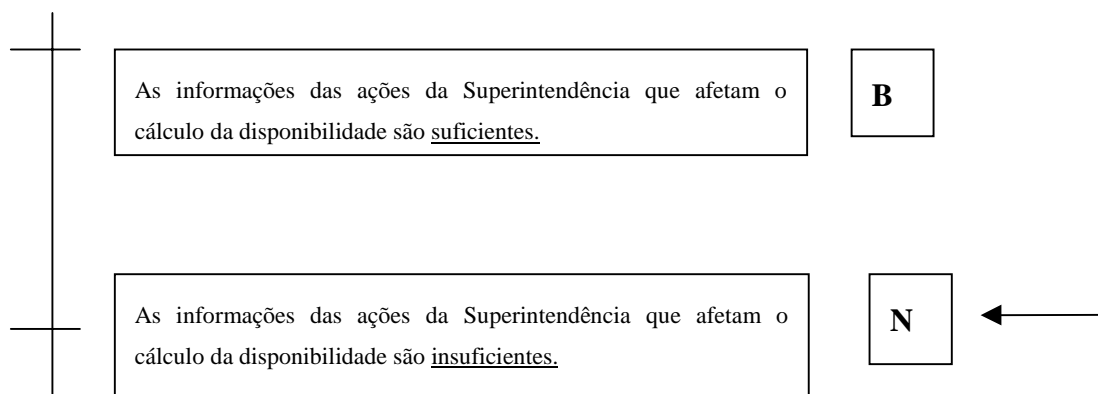 As informações das ações da Superintendência que afetam o
cálculo da disponibilidade são suficientes.
B
As informações das ações da Superintendência que afetam o
cálculo da disponibilidade são insuficientes.
N